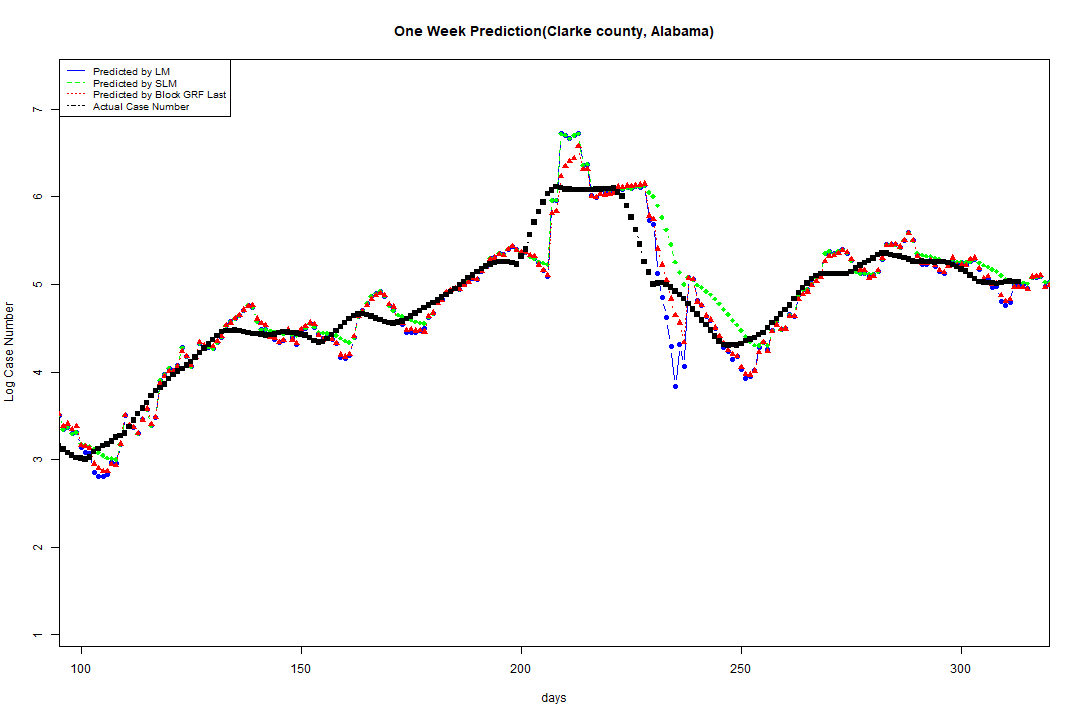 One Week Prediction(Clarke county, Alabama)
Predicted by LM
Predicted by SLM
Predicted by Block GRF Last
Actual Case Number
7
6
5
4
3
2
1
Log Case Number
100 150 200 250 300
days